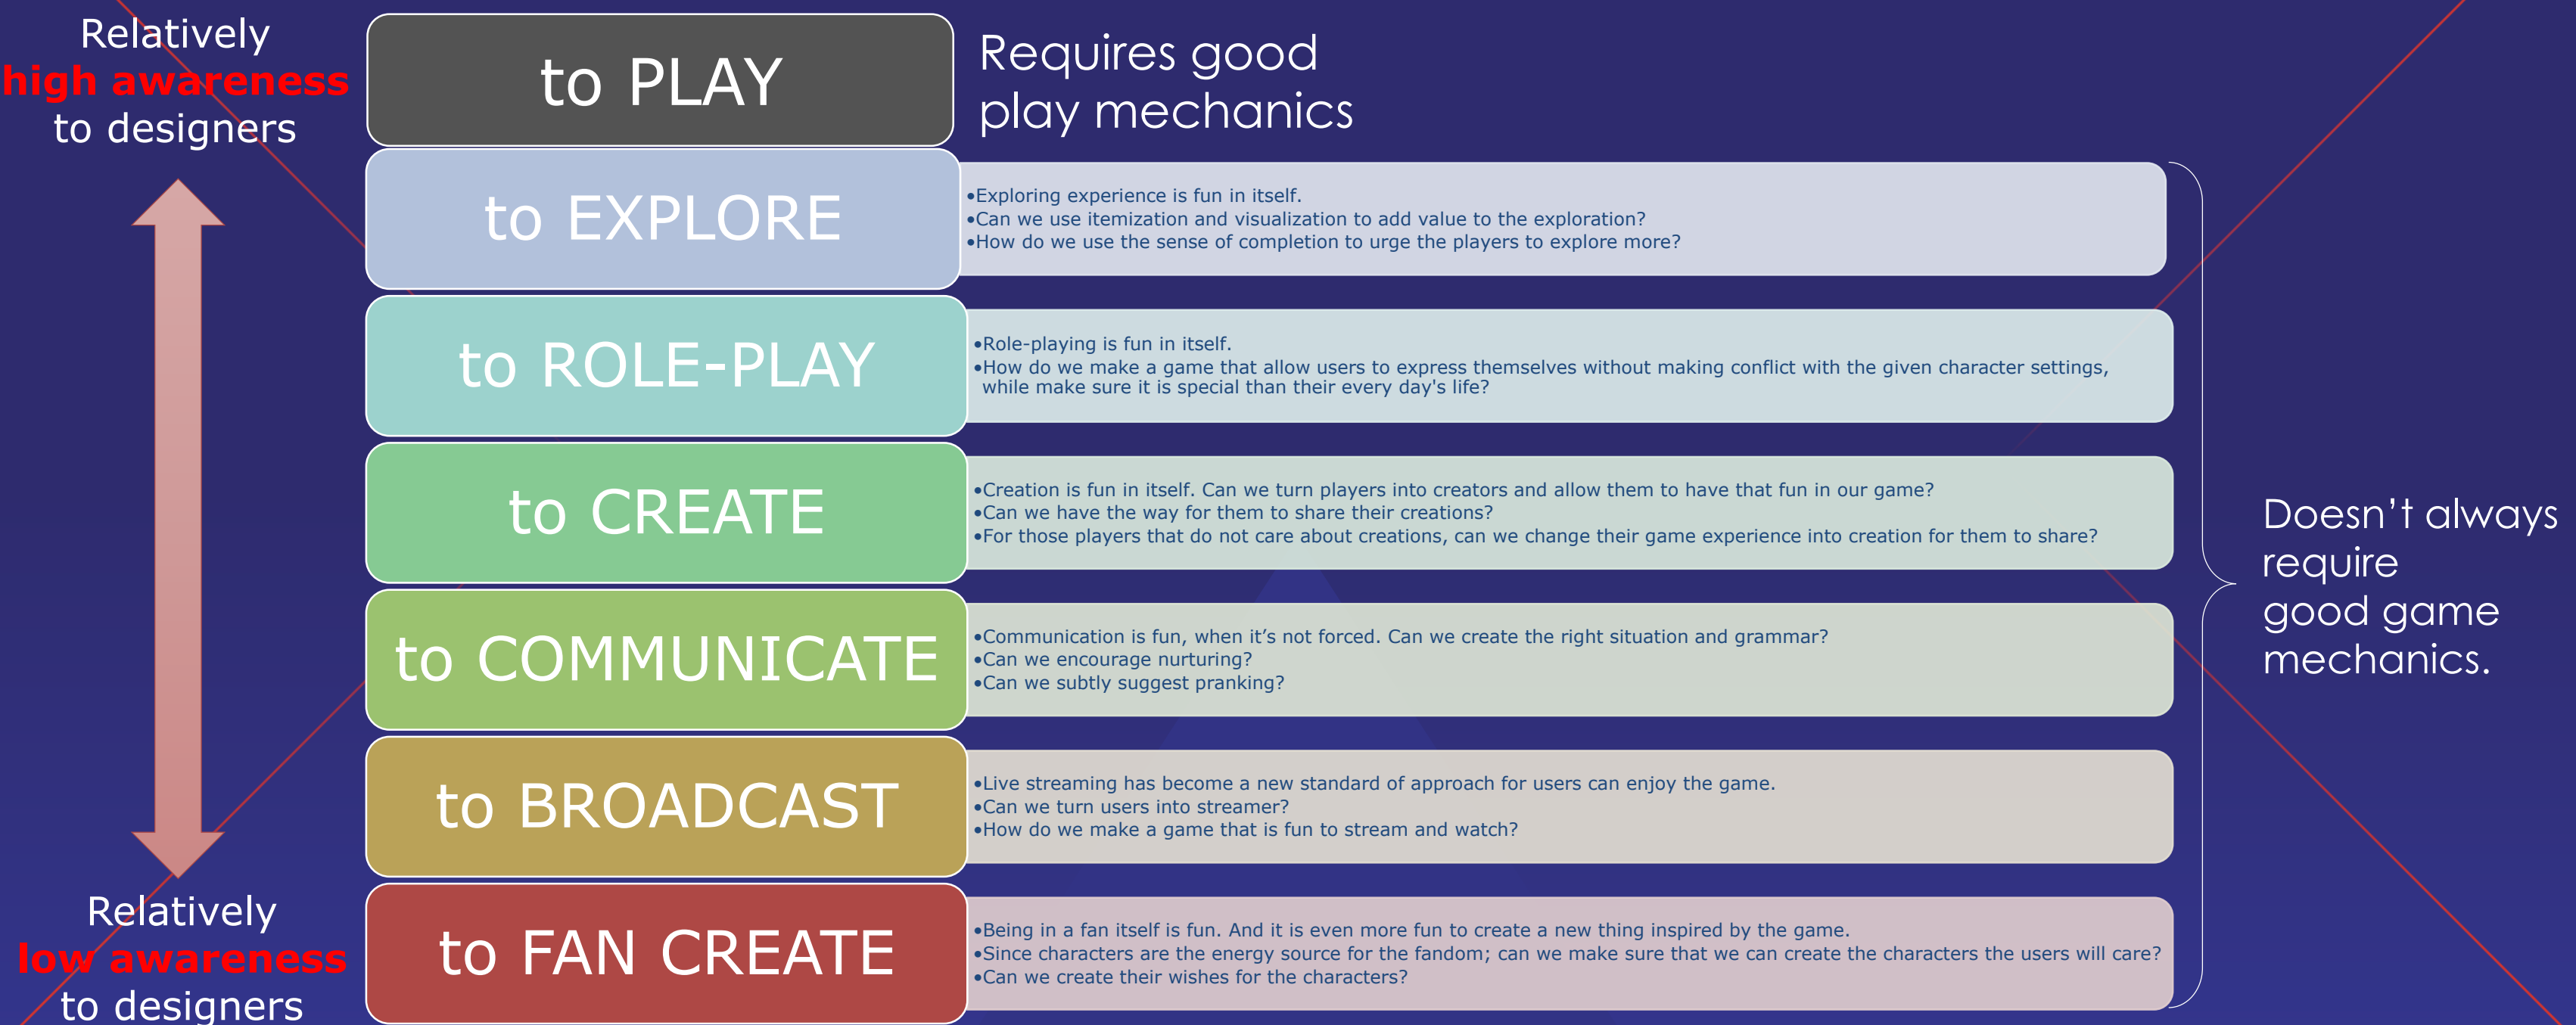 Relatively
high awareness
to designers
to PLAY
Requires good
play mechanics
to EXPLORE
•Exploring experience is fun in itself.
•Can we use itemization and visualization to add value to the exploration?
•How do we use the sense of completion to urge the players to explore more?
to ROLE-PLAY
•Role-playing is fun in itself.
•How do we make a game that allow users to express themselves without making conflict with the given character settings,
while make sure it is special than their every day's life?
to CREATE
•Creation is fun in itself. Can we turn players into creators and allow them to have that fun in our game?
•Can we have the way for them to share their creations?
•For those players that do not care about creations, can we change their game experience into creation for them to share?
to COMMUNICATE
•Communication is fun, when it’s not forced. Can we create the right situation and grammar?
•Can we encourage nurturing?
•Can we subtly suggest pranking?
to BROADCAST
•Live streaming has become a new standard of approach for users can enjoy the game.
•Can we turn users into streamer?
•How do we make a game that is fun to stream and watch?
to FAN CREATE
•Being in a fan itself is fun. And it is even more fun to create a new thing inspired by the game.
•Since characters are the energy source for the fandom; can we make sure that we can create the characters the users will care?
•Can we create their wishes for the characters?
Doesn’t always
require
good game
mechanics.
Relatively
low awareness
to designers